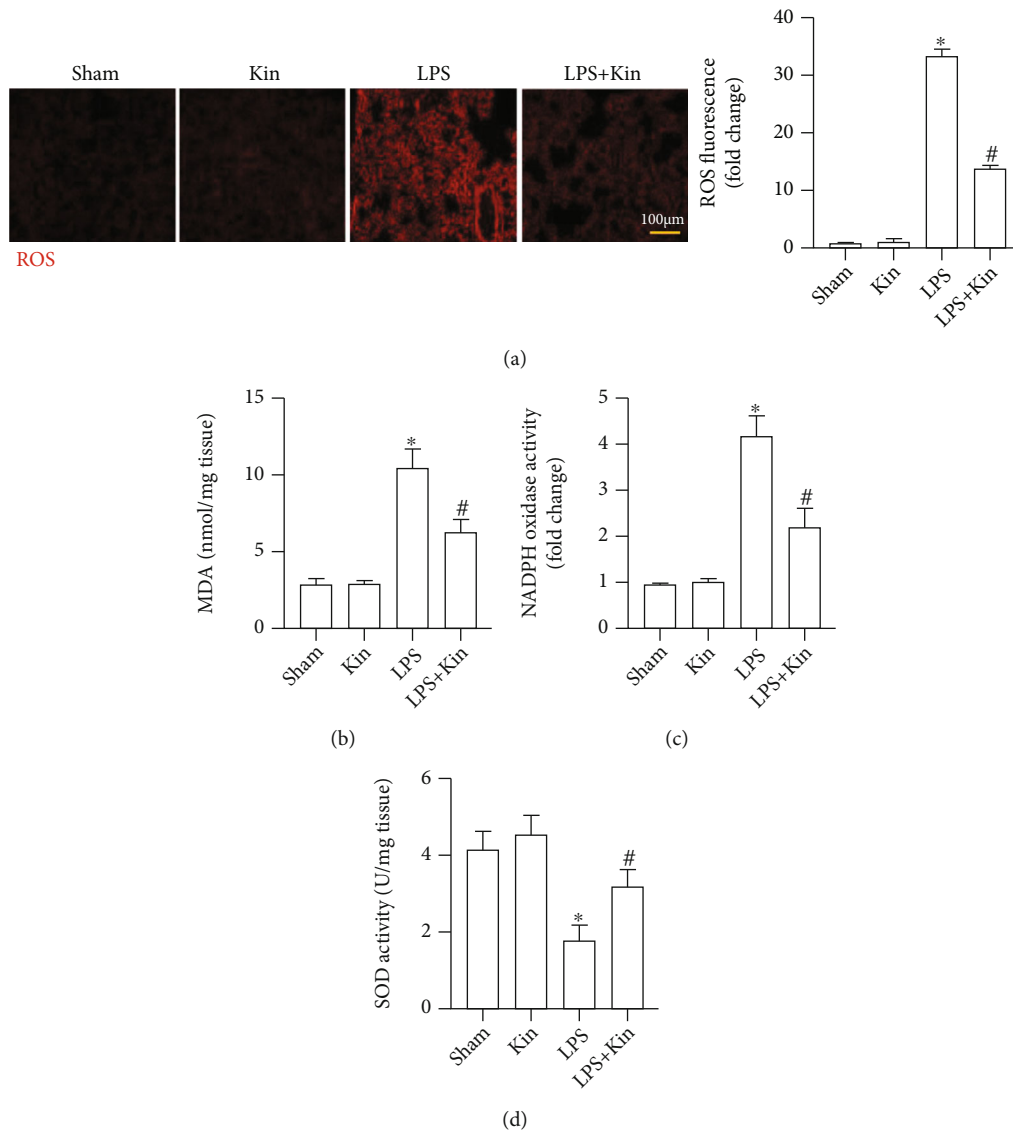 Sham
Kin
LPS
LPS+Kin
100μm
ROS
ROS fluorescence
(fold change)
40
30
20
10
0
*
#
Sham
Kin
LPS
LPS+Kin
(a)
MDA (nmol/mg tissue)
15
10
5
0
*
#
Sham
Kin
LPS
LPS+Kin
(b)
NADPH oxidase activity
(fold change)
5
4
3
2
1
0
*
#
Sham
Kin
LPS
LPS+Kin
(c)
SOD activity (U/mg tissue)
6
4
2
0
*
#
Sham
Kin
LPS
LPS+Kin
(d)